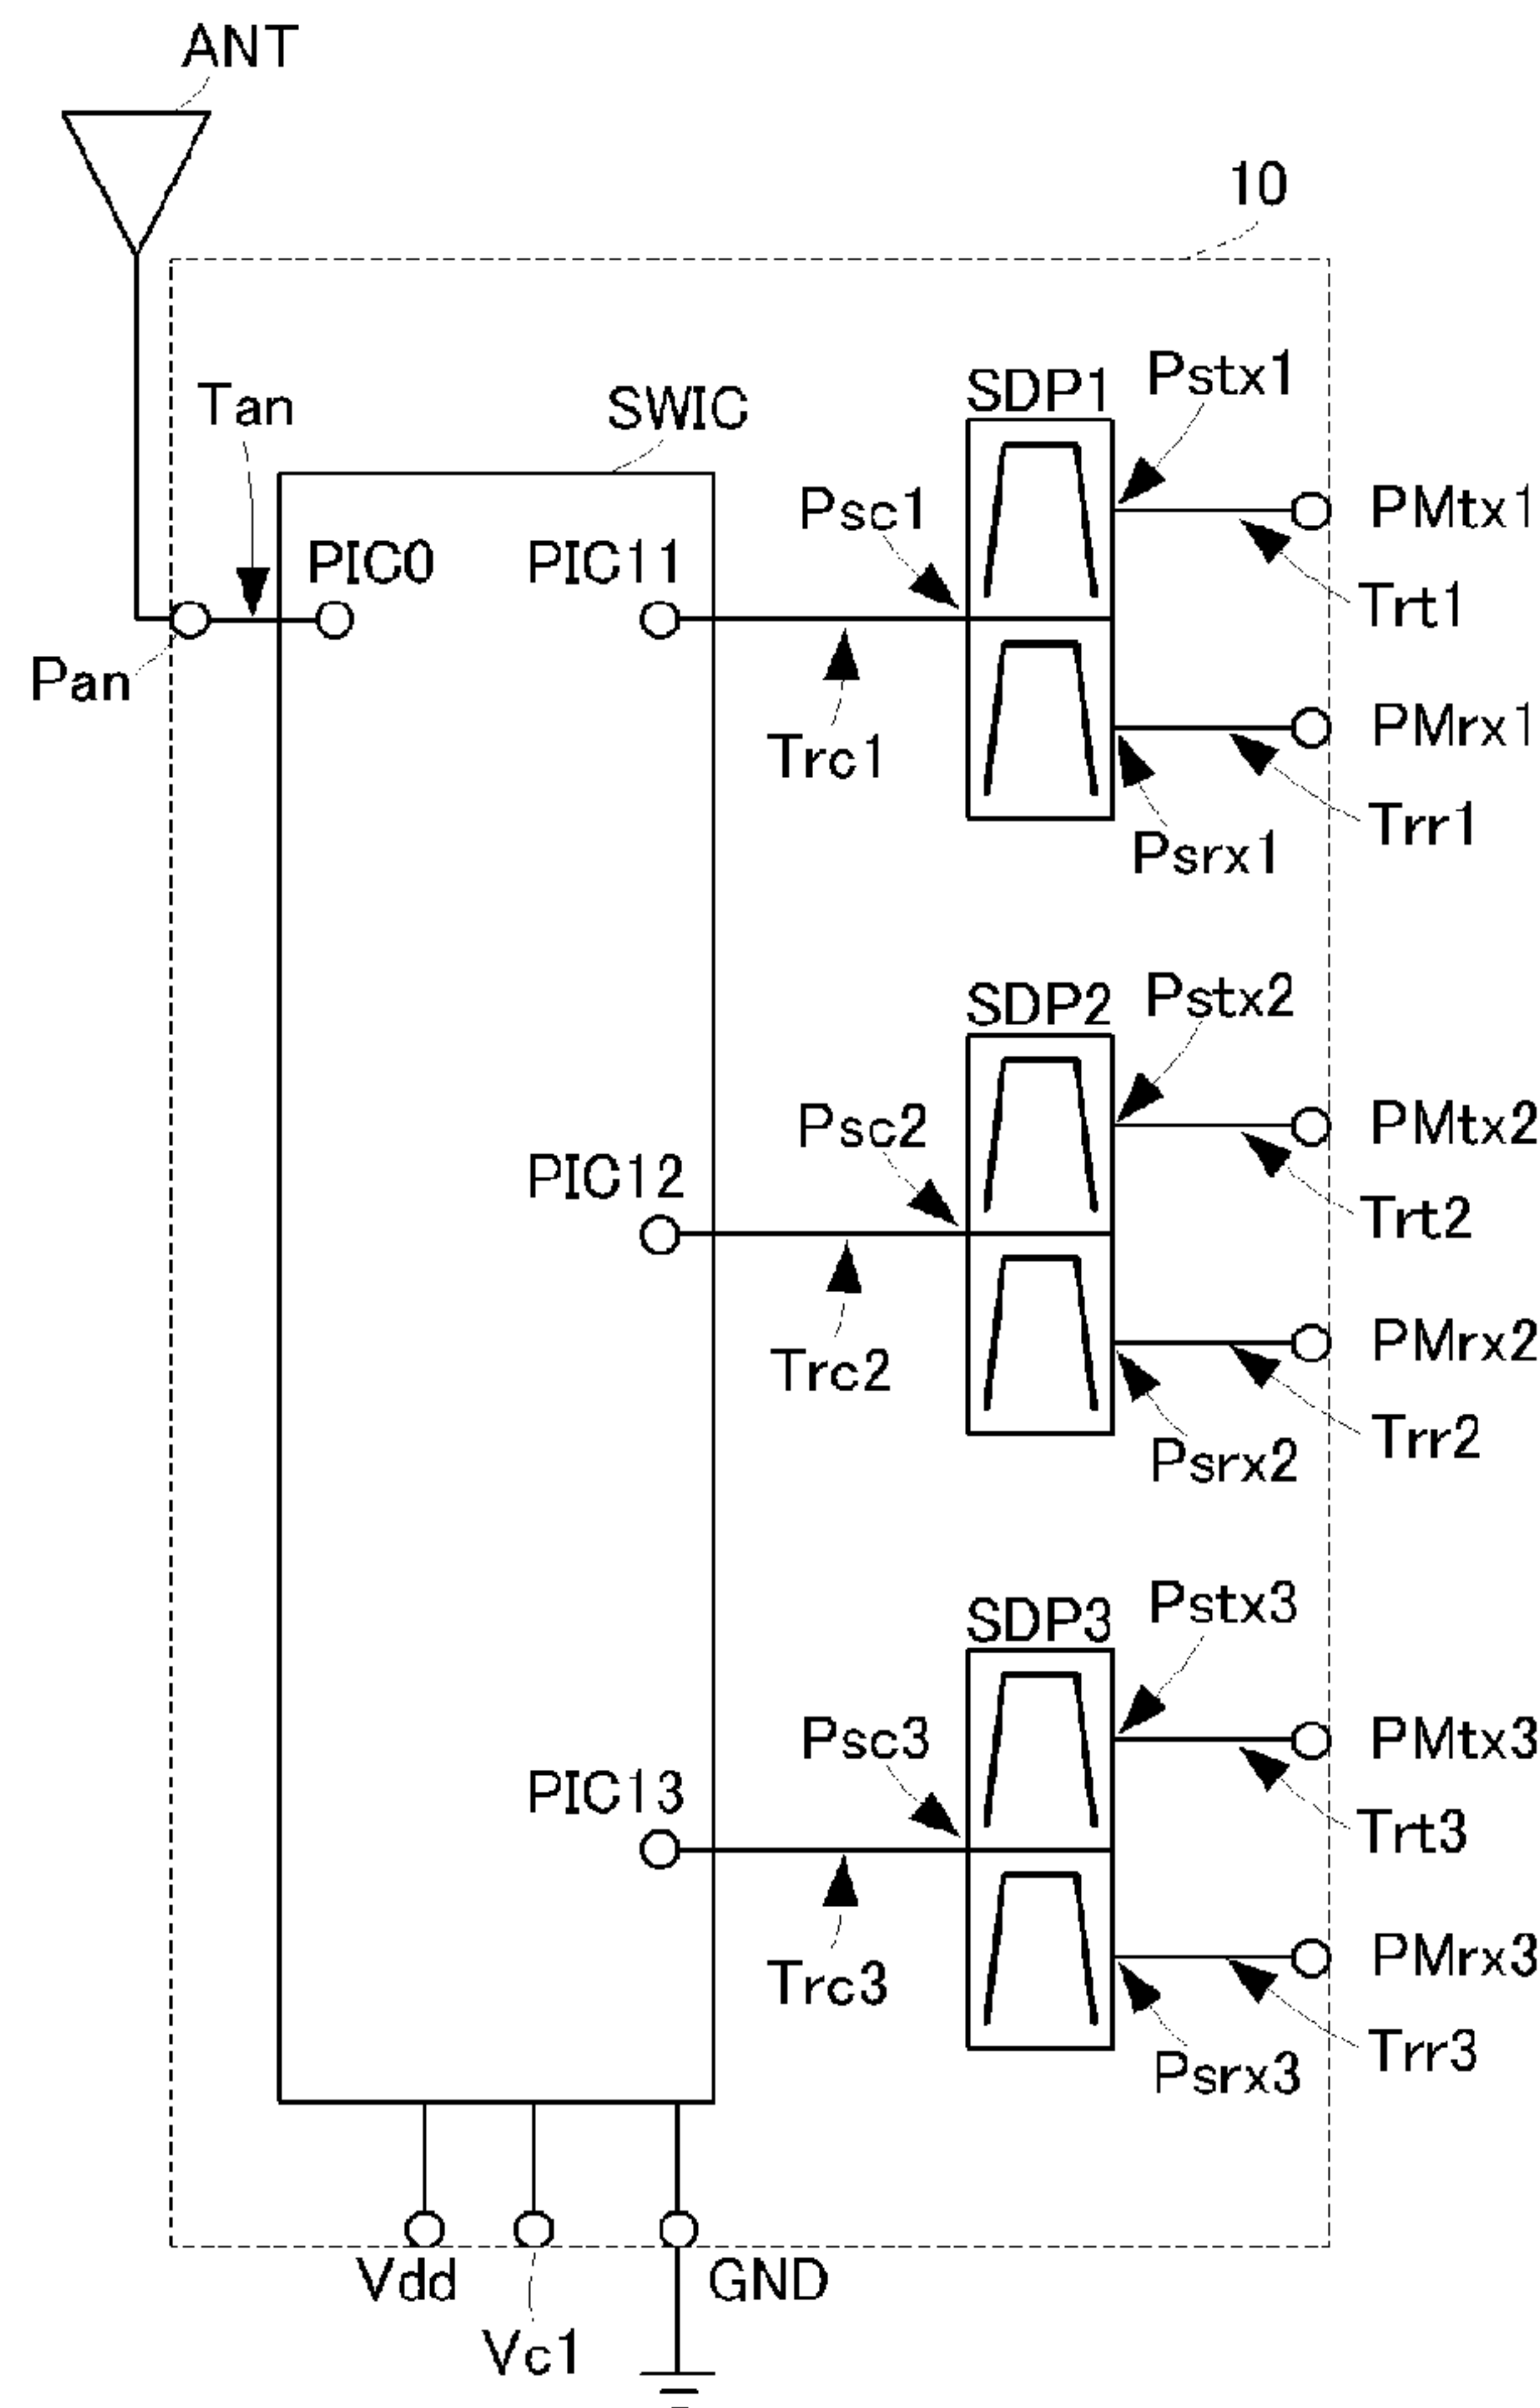 ANT
10
SDP1
Pstx1
Tan
SWIC
Psc1
PMtx1
PIC0
PIC11
Trt1
Pan
PMrx1
Trc1
Trr1
Psrx1
SDP2
Pstx2
Psc2
PMtx2
PIC12
Trt2
PMrx2
Trc2
Trr2
Psrx2
SDP3
Pstx3
Psc3
PMtx3
PIC13
Trt3
PMrx3
Trc3
Trr3
Psrx3
Vdd
GND
Vc1